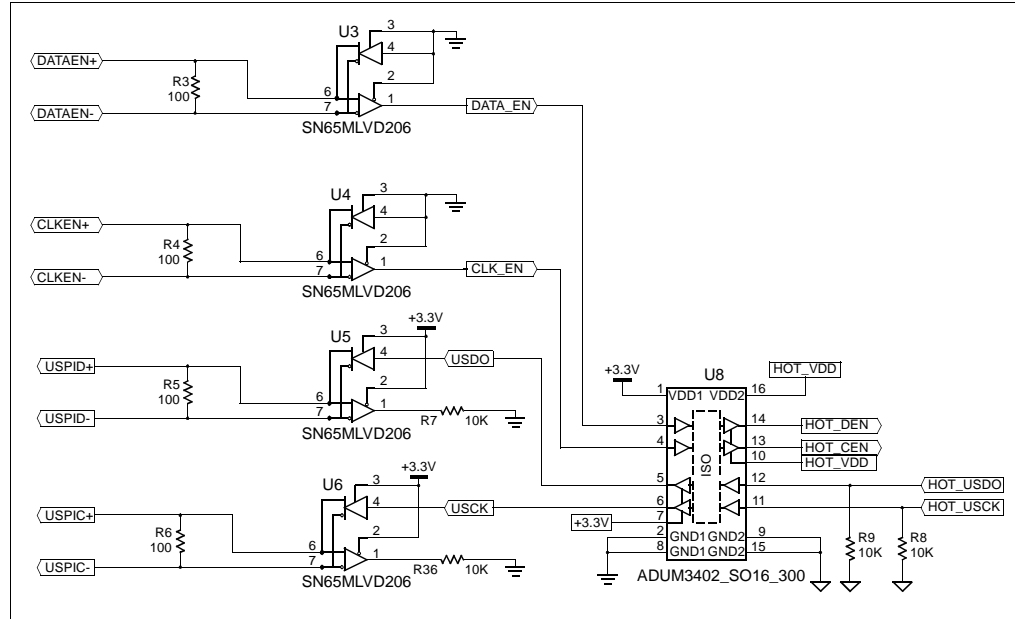 U3
3
4
2
DATAEN+
R3
100
6
7
1
DATA_EN
DATAEN-
SN65MLVD206
U4
3
4
2
CLKEN+
R4
100
6
7
1
CLK_EN
CLKEN-
SN65MLVD206
+3.3V
U5
3
4
USDO
2
USPID+
R5
100
6
7
1
R7
10K
USPID-
SN65MLVD206
+3.3V
U6
3
4
USCK
2
USPIC+
R6
100
6
7
1
R36
10K
USPIC-
SN65MLVD206
+3.3V
U8
HOT_VDD
1
VDD1
VDD2
16
3
14
HOT_DEN
4
13
HOT_CEN
10
HOT_VDD
ISO
5
12
HOT_USDO
6
11
HOT_USCK
+3.3V
7
2
GND1
GND2
9
8
GND1
GND2
15
R9
10K
R8
10K
ADUM3402_SO16_300